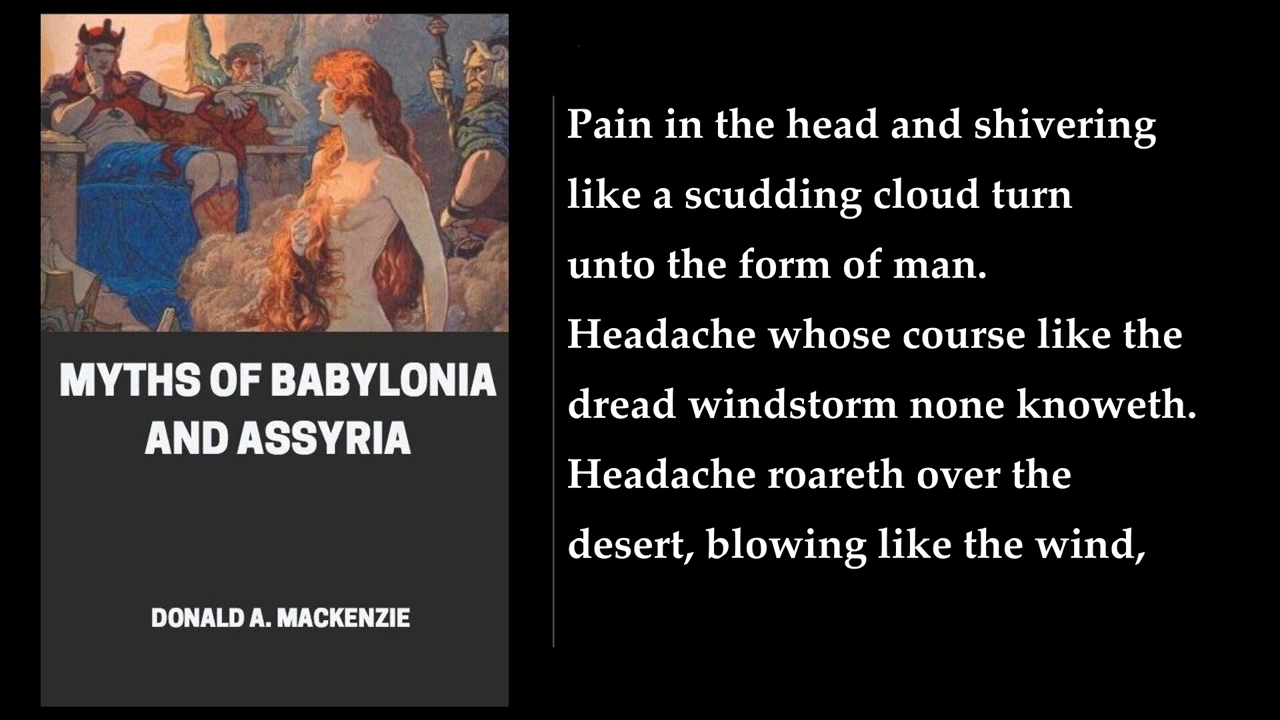 MYTHS OF BABYLONIA
AND ASSYRIA
DONALD A. MACKENZIE
Pain in the head and shivering
like a scudding cloud turn
unto the form of man.
Headache whose course like the
dread windstorm none knoweth.
Headache roareth over the
desert, blowing like the wind,